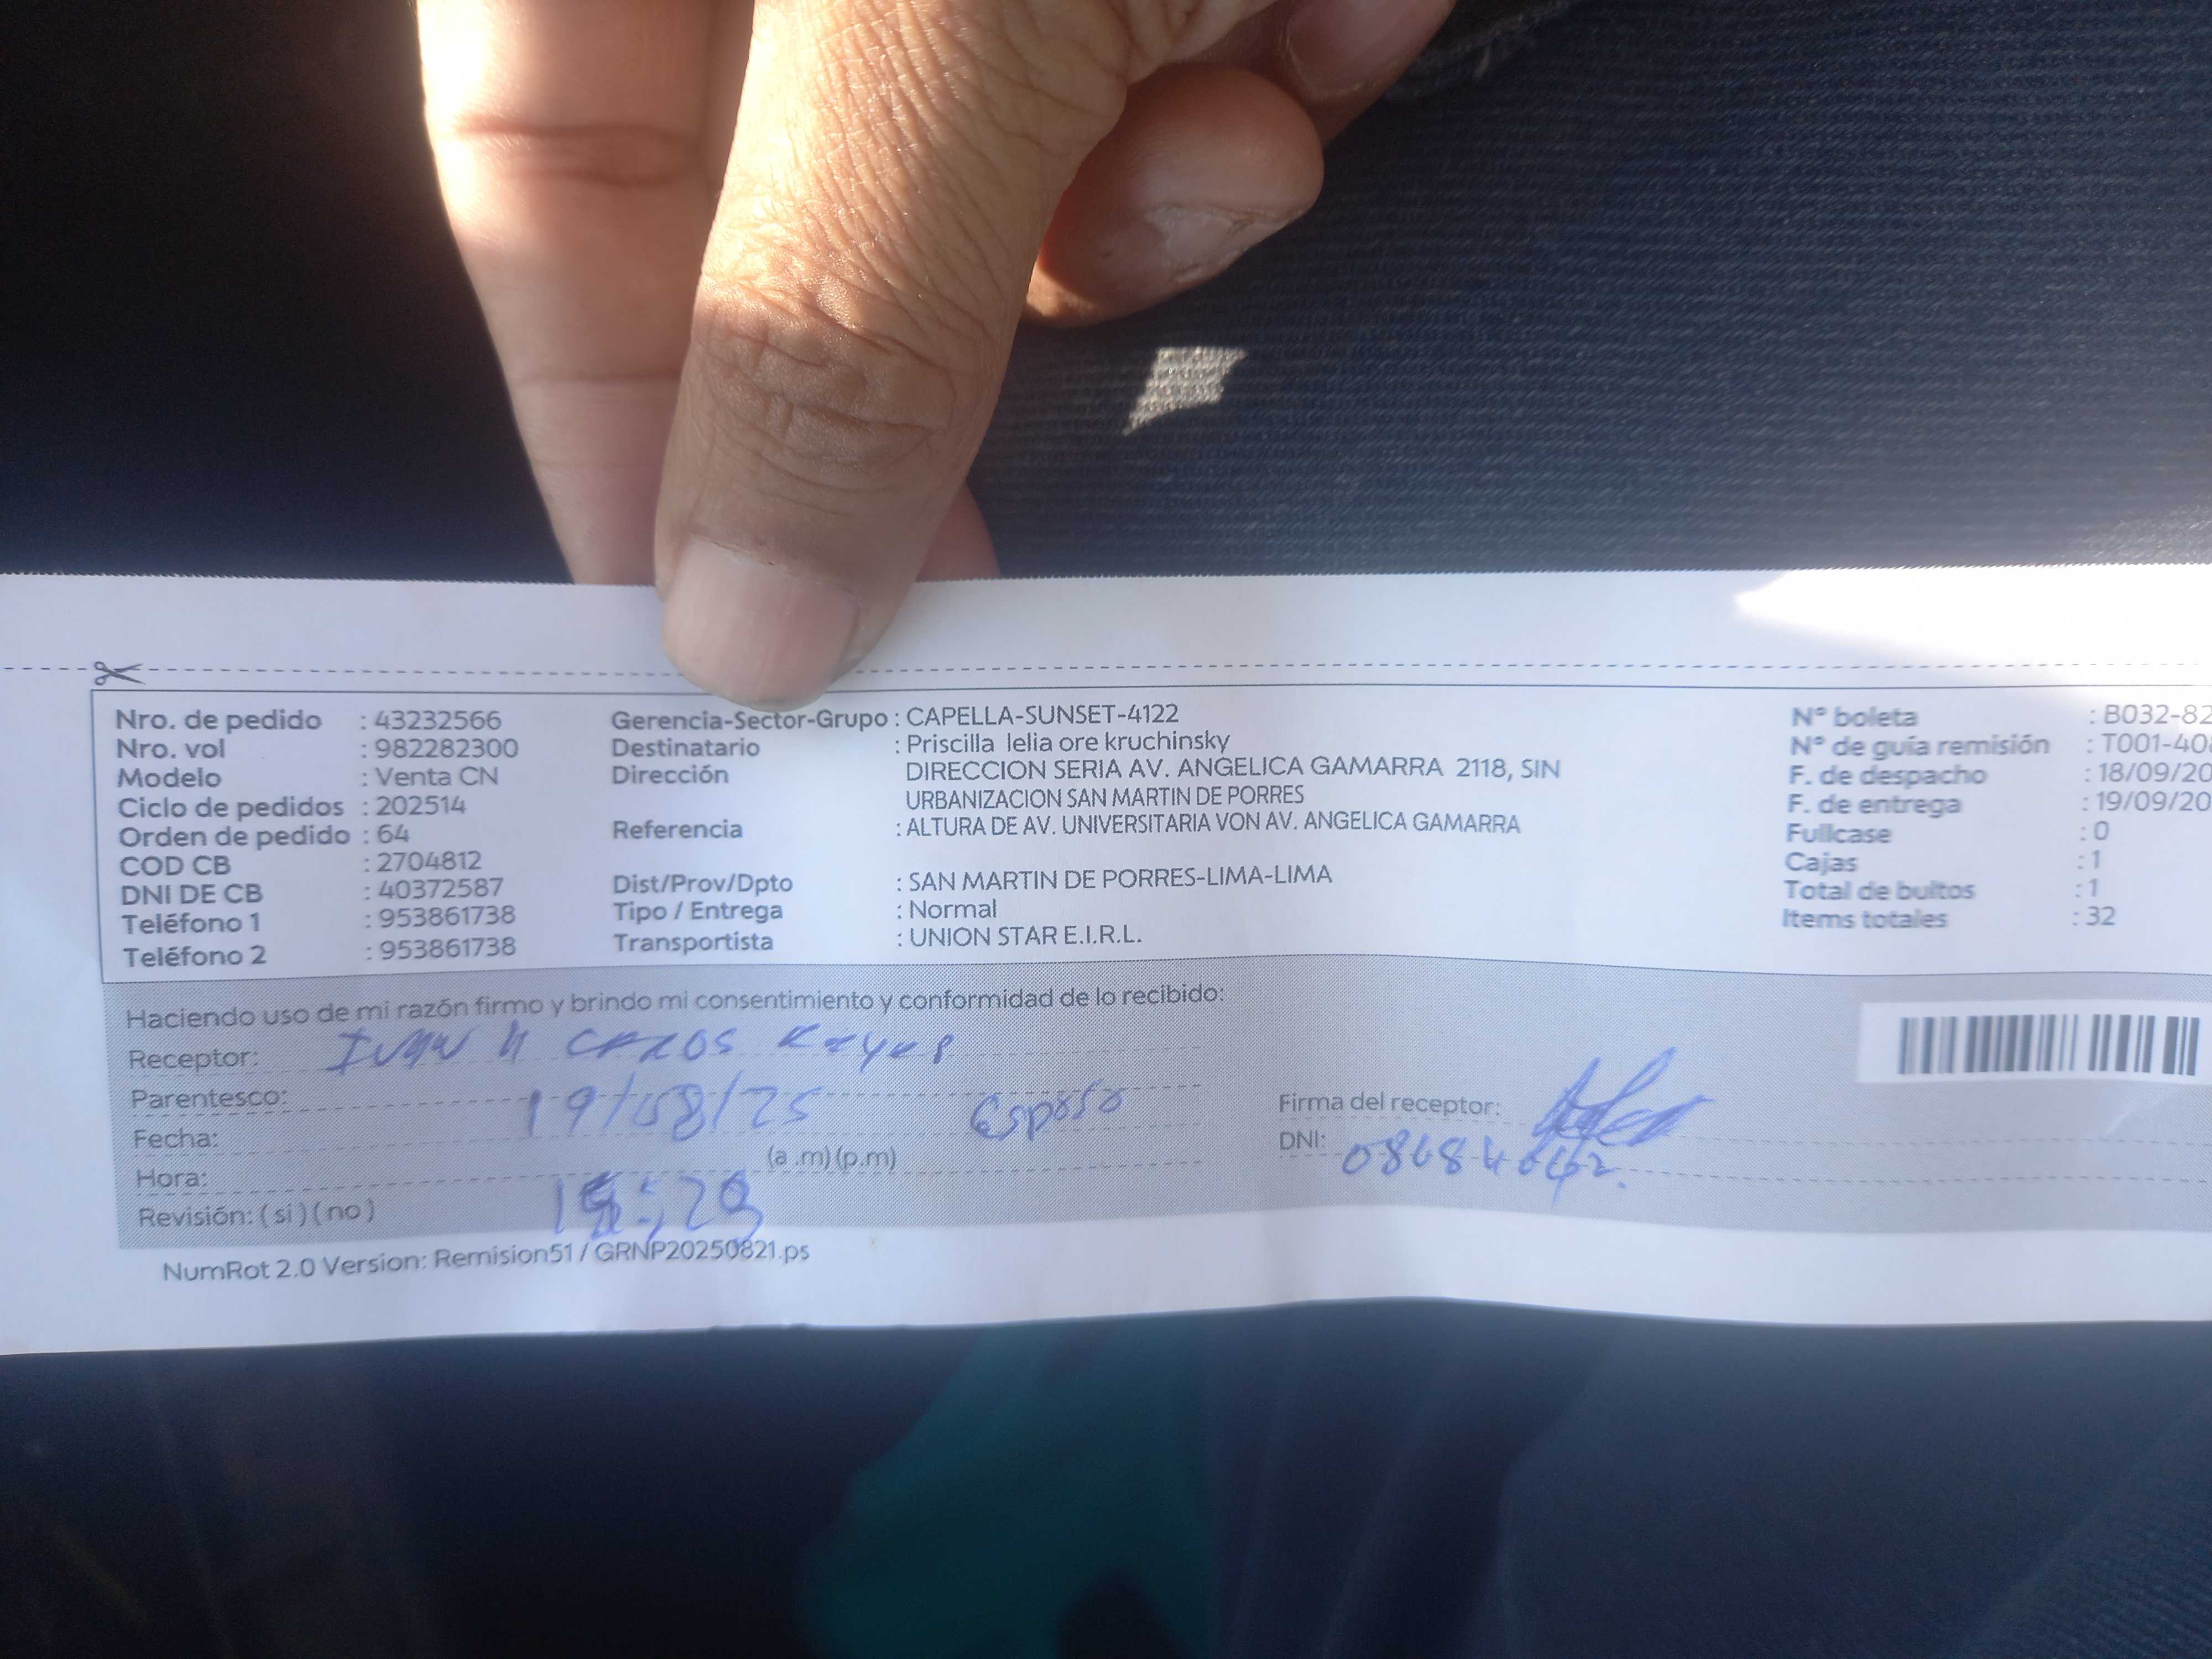 Nro. de pedido : 43232566
Nro. vol : 982282300
Modelo : Venta CN
Ciclo de pedidos : 202514
Orden de pedido : 64
COD CB : 2704812
DNI DE CB : 40372587
Teléfono 1 : 953861738
Teléfono 2 : 953861738
Gerencia-Sector-Grupo : CAPELLA-SUNSET-4122
Destinatario : Priscilla lelia ore kruchinsky
Dirección DIRECCION SERIA AV. ANGELICA GAMARRA 2118, SIN
URBANIZACION SAN MARTIN DE PORRES
Referencia : ALTURA DE AV. UNIVERSITARIA VON AV. ANGELICA GAMARRA
Dist/Prov/Dpto : SAN MARTIN DE PORRES-LIMA-LIMA
Tipo / Entrega : Normal
Transportista : UNION STAR E.I.R.L.
N° boleta : B032-82
N° de guía remisión : T001-40
F. de despacho : 18/09/20
F. de entrega : 19/09/20
Fullcase : 0
Cajas : 1
Total de bultos : 1
Items totales : 32
Haciendo uso de mi razón firmo y brindo mi consentimiento y conformidad de lo recibido:
Receptor:
Parentesco: Esposo
Fecha: 19/08/25
Hora: (a .m) (p.m)
Revisión: ( si ) ( no )
Firma del receptor:
DNI:
NumRot 2.0 Version: Remision51 / GRNP20250821.ps